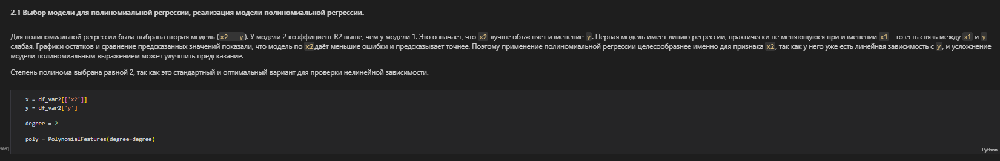 2.1 Выбор модели для полиномиальной регрессии, реализация модели полиномиальной регрессии.
Для полиномиальной регрессии была выбрана вторая модель (x2 - y). У модели 2 коэффициент R2 выше, чем у модели 1. Это означает, что x2 лучше объясняет изменение y. Первая модель имеет линию регрессии, практически не меняющуюся при изменении x1 - то есть связь между x1 и y
слабая. Графики остатков и сравнение предсказанных значений показали, что модель по x2 даёт меньшие ошибки и предсказывает точнее. Поэтому применение полиномиальной регрессии целесообразнее именно для признака x2, так как у него уже есть линейная зависимость с y, и усложнение
модели полиномиальным выражением может улучшить предсказание.
Степень полинома выбрана равной 2, так как это стандартный и оптимальный вариант для проверки нелинейной зависимости.
x = df_var2[['x2']]
y = df_var2['y']
degree = 2
poly = PolynomialFeatures(degree=degree)
506]
Python